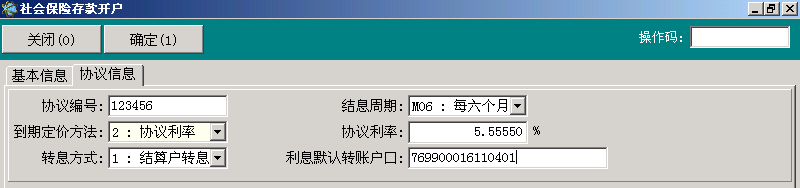 社会保险存款开户
关闭(0) 确定(1) 操作码:
基本信息 协议信息
协议编号: 123456 结息周期: M06 : 每六个月
到期定价方法: 2 : 协议利率 协议利率: 5.55550 %
转息方式: 1 : 结算户转息 利息默认转账户口: 769900016110401